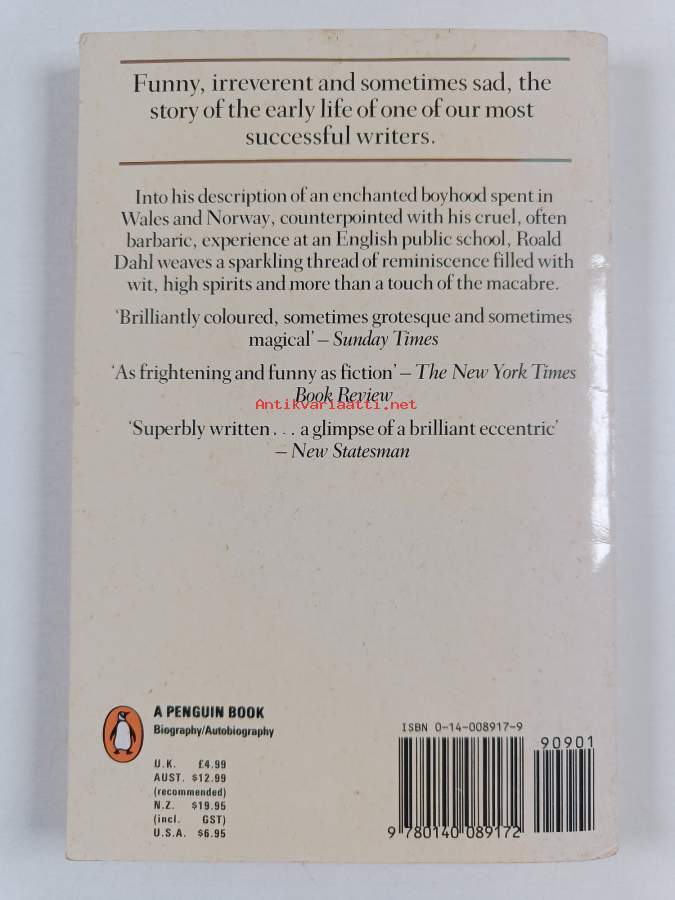 Funny, irreverent and sometimes sad, the
story of the early life of one of our most
successful writers.
Into his description of an enchanted boyhood spent in
Wales and Norway, counterpointed with his cruel, often
barbaric, experience at an English public school, Roald
Dahl weaves a sparkling thread of reminiscence filled with
wit, high spirits and more than a touch of the macabre.
‘Brilliantly coloured, sometimes grotesque and sometimes
magical’ – Sunday Times
‘As frightening and funny as fiction’ – The New York Times
Book Review
Antikvariaatti.net
‘Superbly written . . . a glimpse of a brilliant eccentric’
– New Statesman
A PENGUIN BOOK
Biography/Autobiography
U.K. £4.99
AUST. $12.99
(recommended)
N.Z. $19.95
(incl. GST)
U.S.A. $6.95
ISBN 0-14-008917-9
90901
9 780140 089172